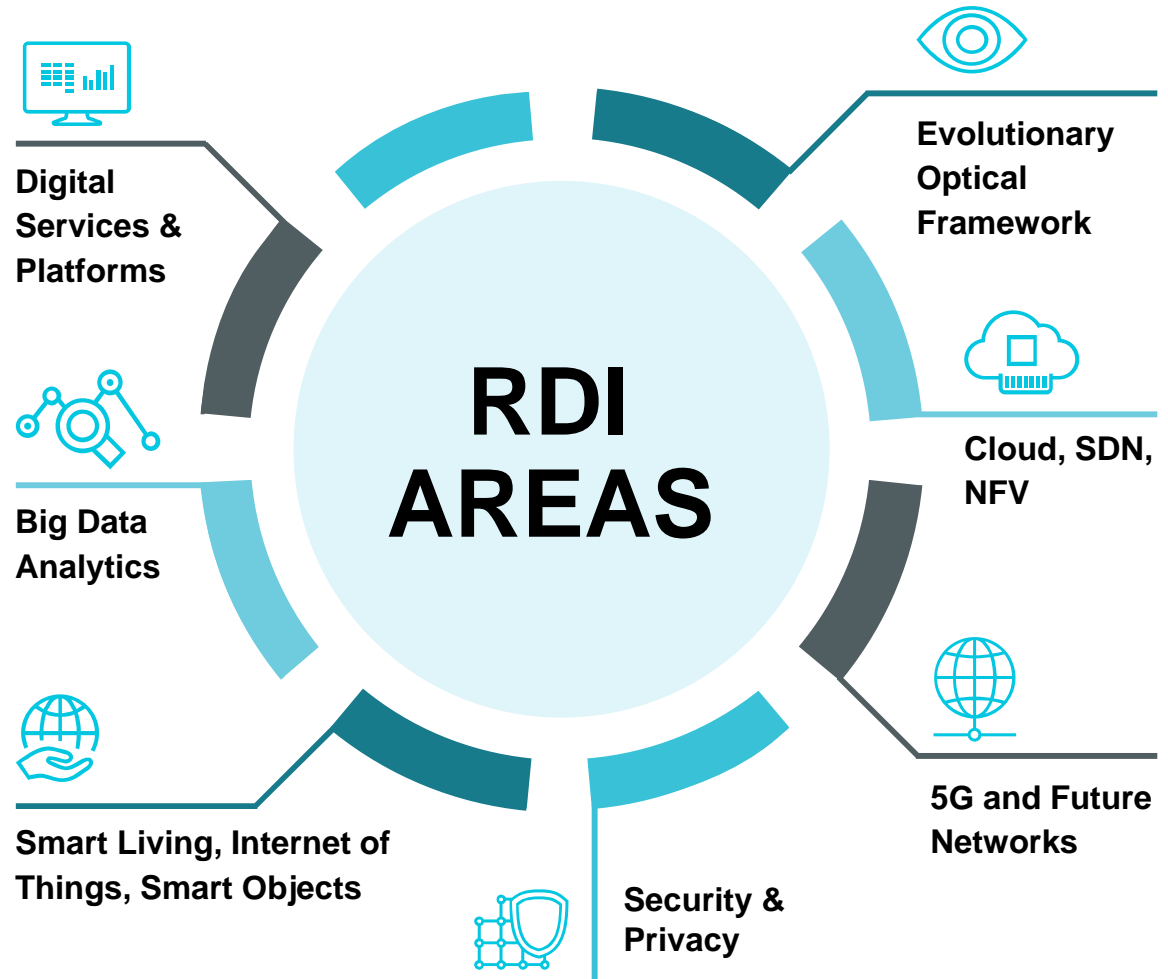 RDI
AREAS
Evolutionary
Optical
Framework
Cloud, SDN,
NFV
5G and Future
Networks
Security &
Privacy
Smart Living, Internet of
Things, Smart Objects
Big Data
Analytics
Digital
Services &
Platforms